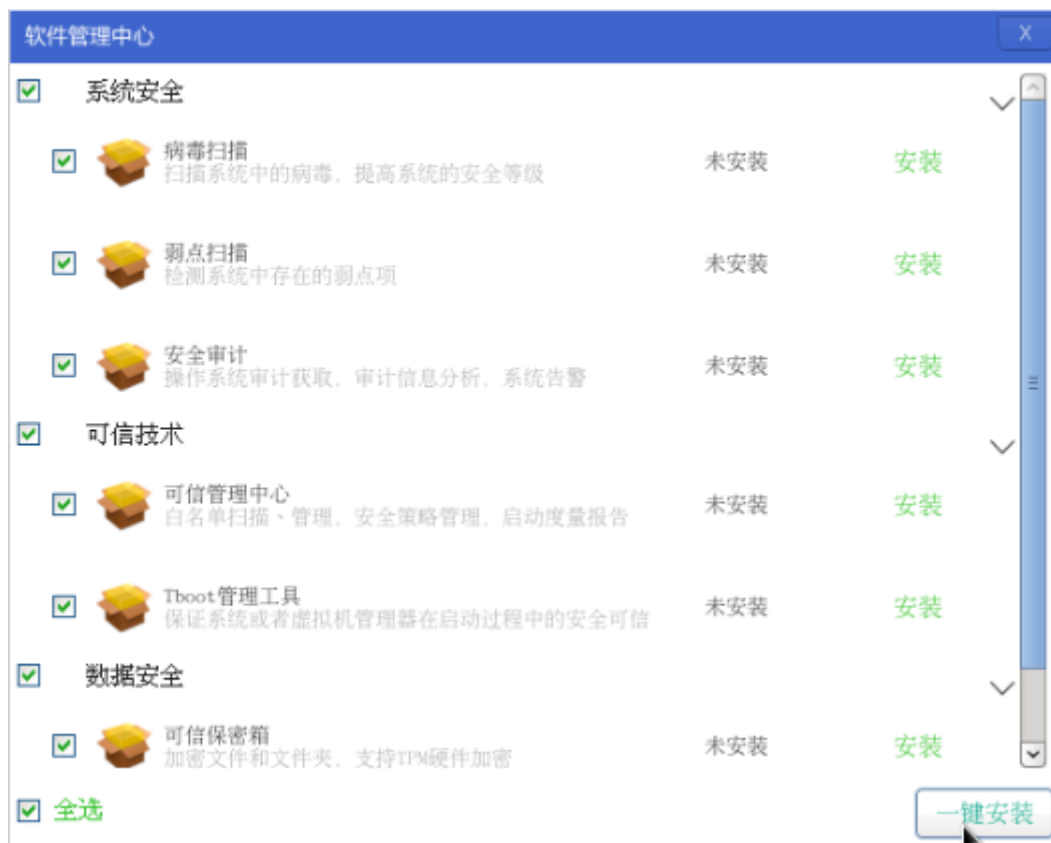 软件管理中心 X
系统安全
病毒扫描
扫描系统中的病毒，提高系统的安全等级
未安装 安装
弱点扫描
检测系统中存在的弱点项
未安装 安装
安全审计
操作系统审计获取，审计信息分析，系统告警
未安装 安装
可信技术
可信管理中心
白名单扫描、管理，安全策略管理，启动度量报告
未安装 安装
Tboot管理工具
保证系统或者虚拟机管理器在启动过程中的安全可信
未安装 安装
数据安全
可信保密箱
加密文件和文件夹，支持TPM硬件加密
未安装 安装
全选 一键安装